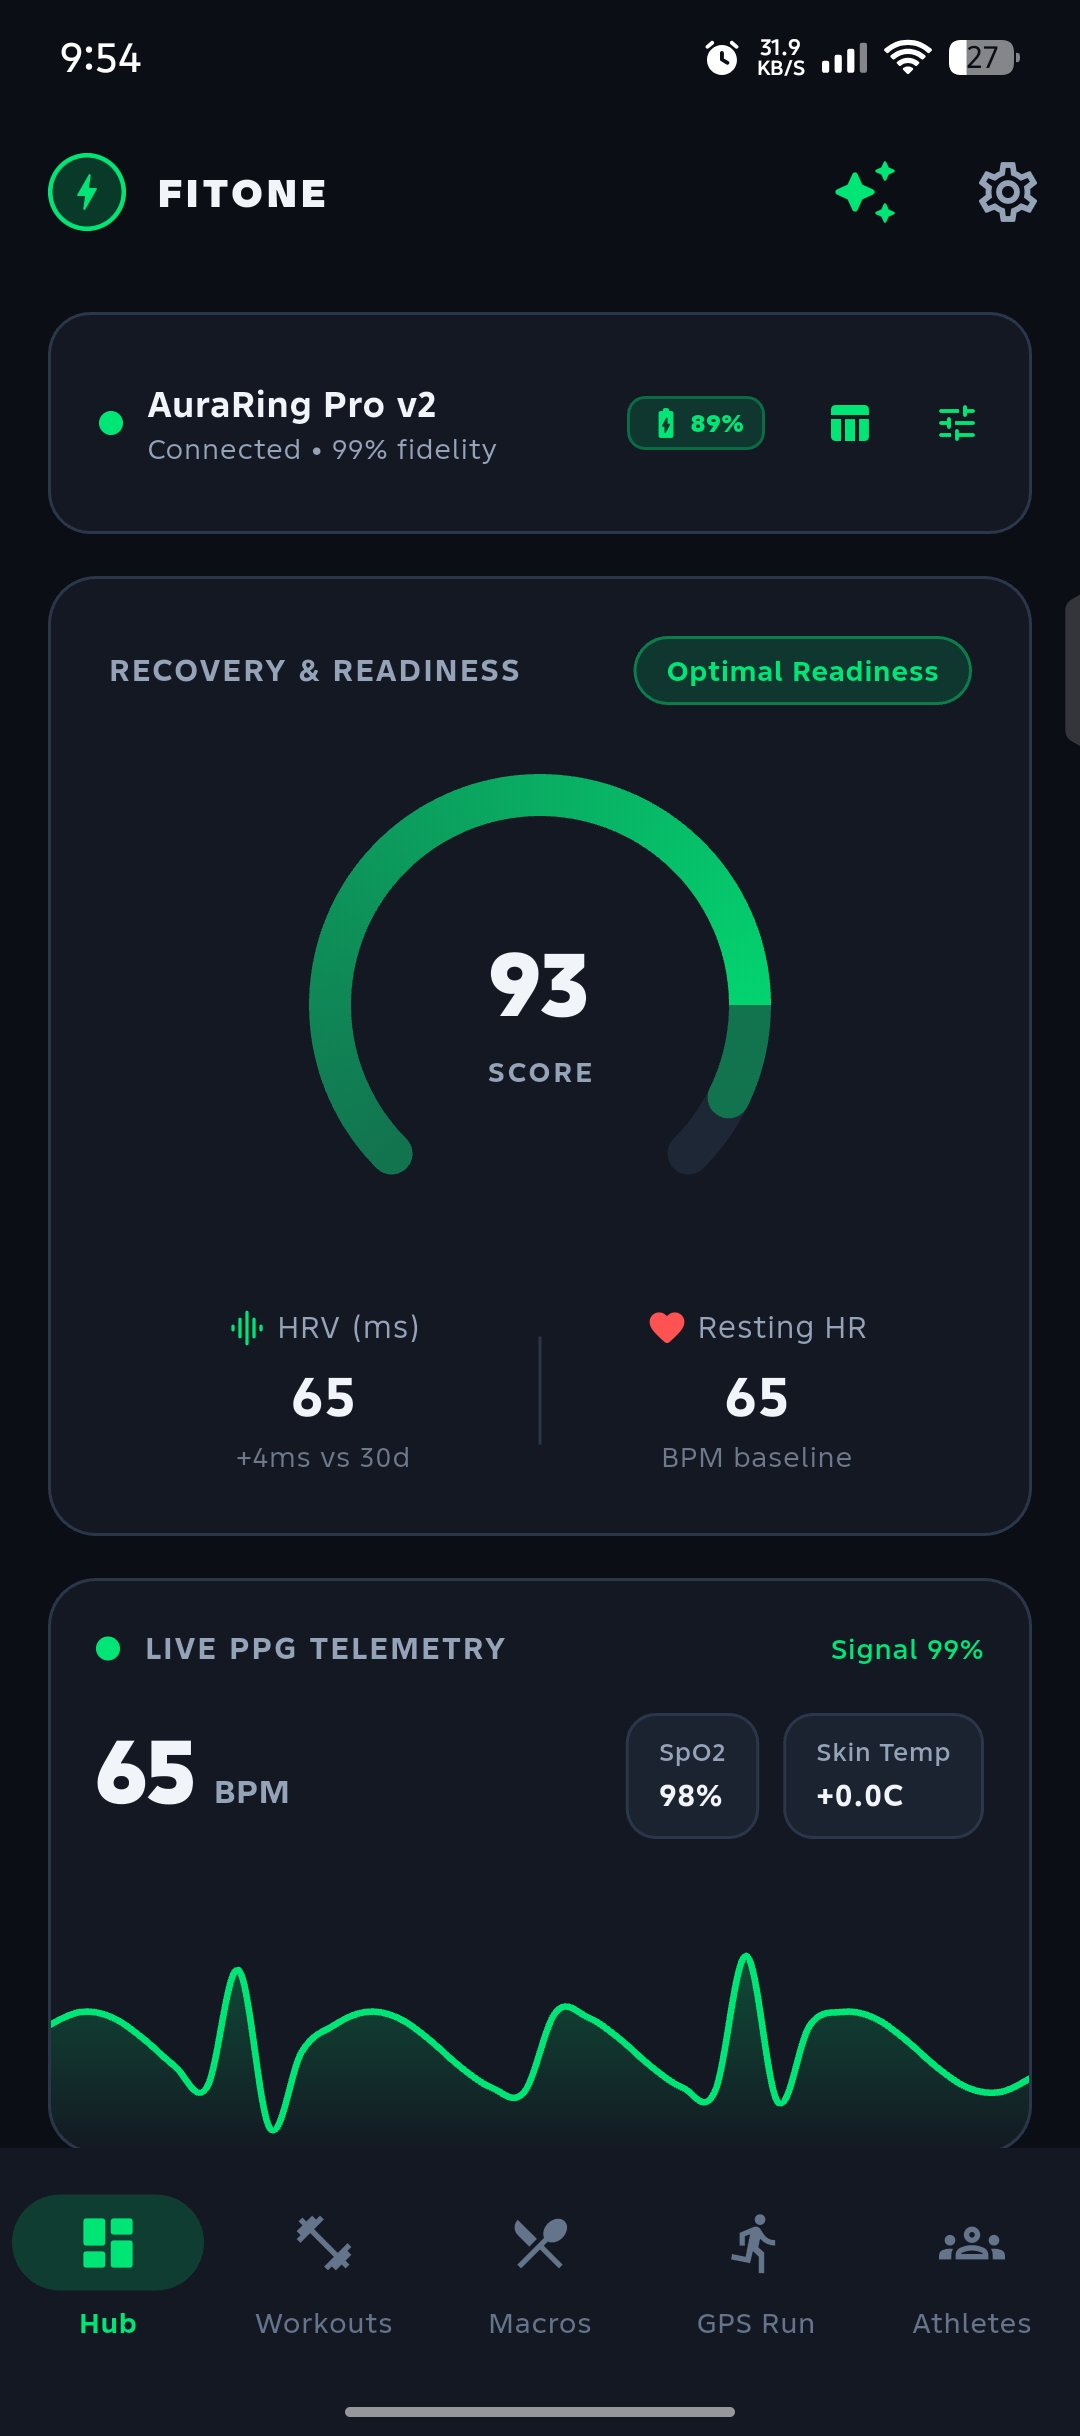 9:54
31.9
KB/S
27
FITONE
AuraRing Pro v2
Connected • 99% fidelity
89%
RECOVERY & READINESS
Optimal Readiness
93
SCORE
HRV (ms)
65
+4ms vs 30d
Resting HR
65
BPM baseline
LIVE PPG TELEMETRY
Signal 99%
65 BPM
SpO2
98%
Skin Temp
+0.0C
Hub
Workouts
Macros
GPS Run
Athletes